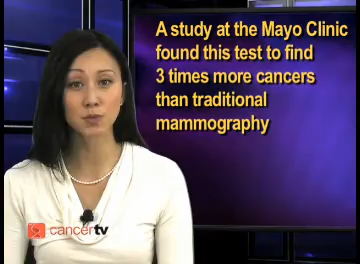 A study at the Mayo Clinic
found this test to find
3 times more cancers
than traditional
mammography
cancertv